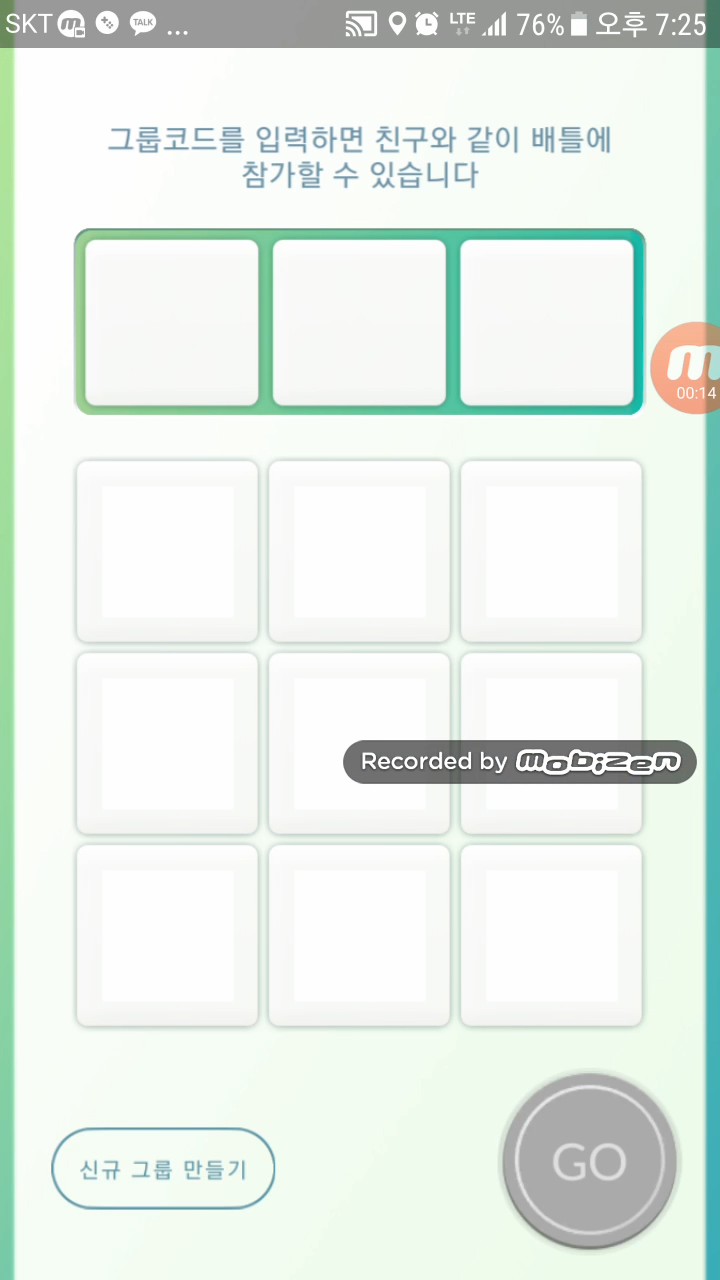 SKT TALK ... LTE 76% 오후 7:25
그룹코드를 입력하면 친구와 같이 배틀에
참가할 수 있습니다
00:14
Recorded by mobizen
신규 그룹 만들기
GO